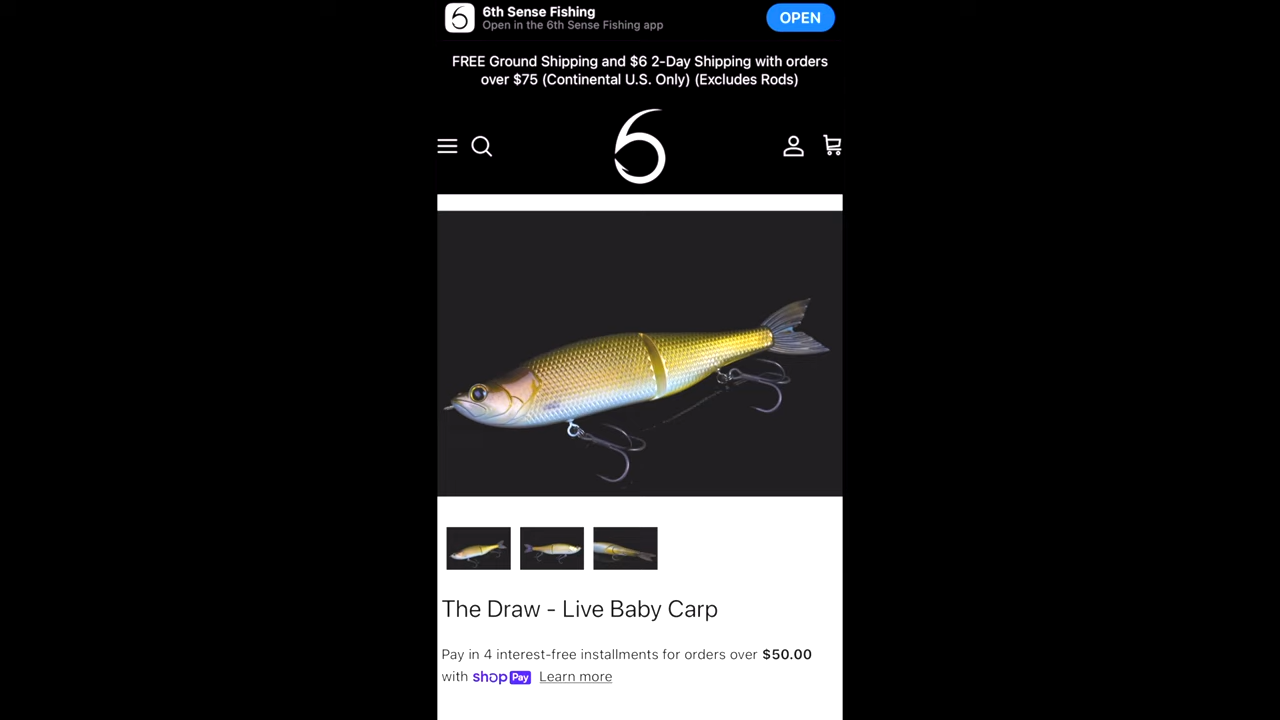 6th Sense Fishing
Open in the 6th Sense Fishing app
OPEN
FREE Ground Shipping and $6 2-Day Shipping with orders
over $75 (Continental U.S. Only) (Excludes Rods)
The Draw - Live Baby Carp
Pay in 4 interest-free installments for orders over $50.00
with shop Pay Learn more